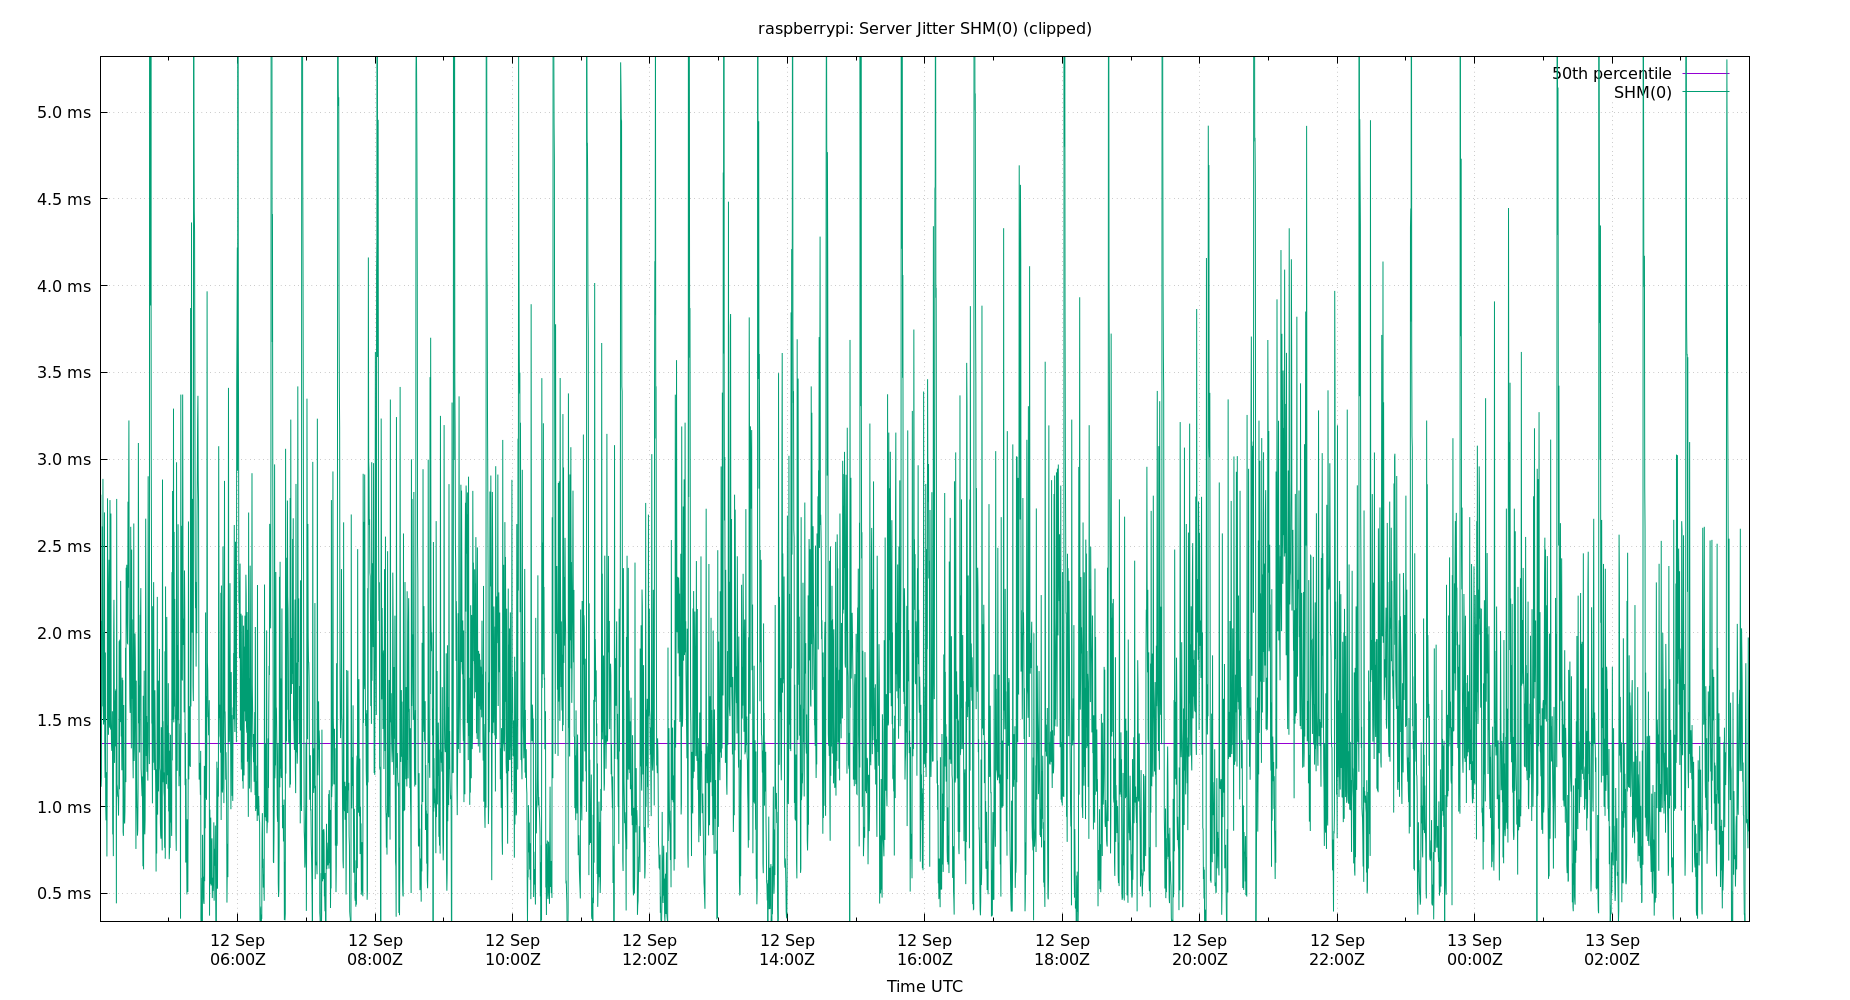 raspberrypi: Server Jitter SHM(0) (clipped)
50th percentile
SHM(0)
5.0 ms
4.5 ms
4.0 ms
3.5 ms
3.0 ms
2.5 ms
2.0 ms
1.5 ms
1.0 ms
0.5 ms
12 Sep 12 Sep 12 Sep 12 Sep 12 Sep 12 Sep 12 Sep 12 Sep 12 Sep 13 Sep 13 Sep
06:00Z 08:00Z 10:00Z 12:00Z 14:00Z 16:00Z 18:00Z 20:00Z 22:00Z 00:00Z 02:00Z
Time UTC